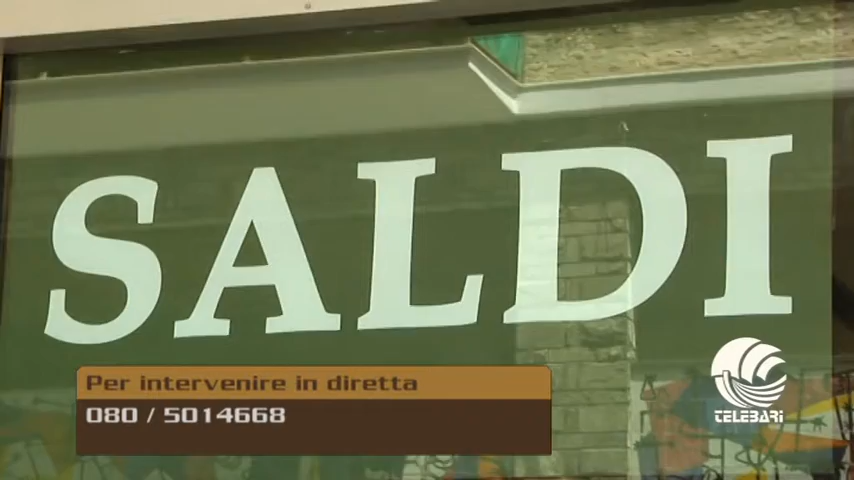 SALDI
Per intervenire in diretta
080 / 5014668
TELEBARI